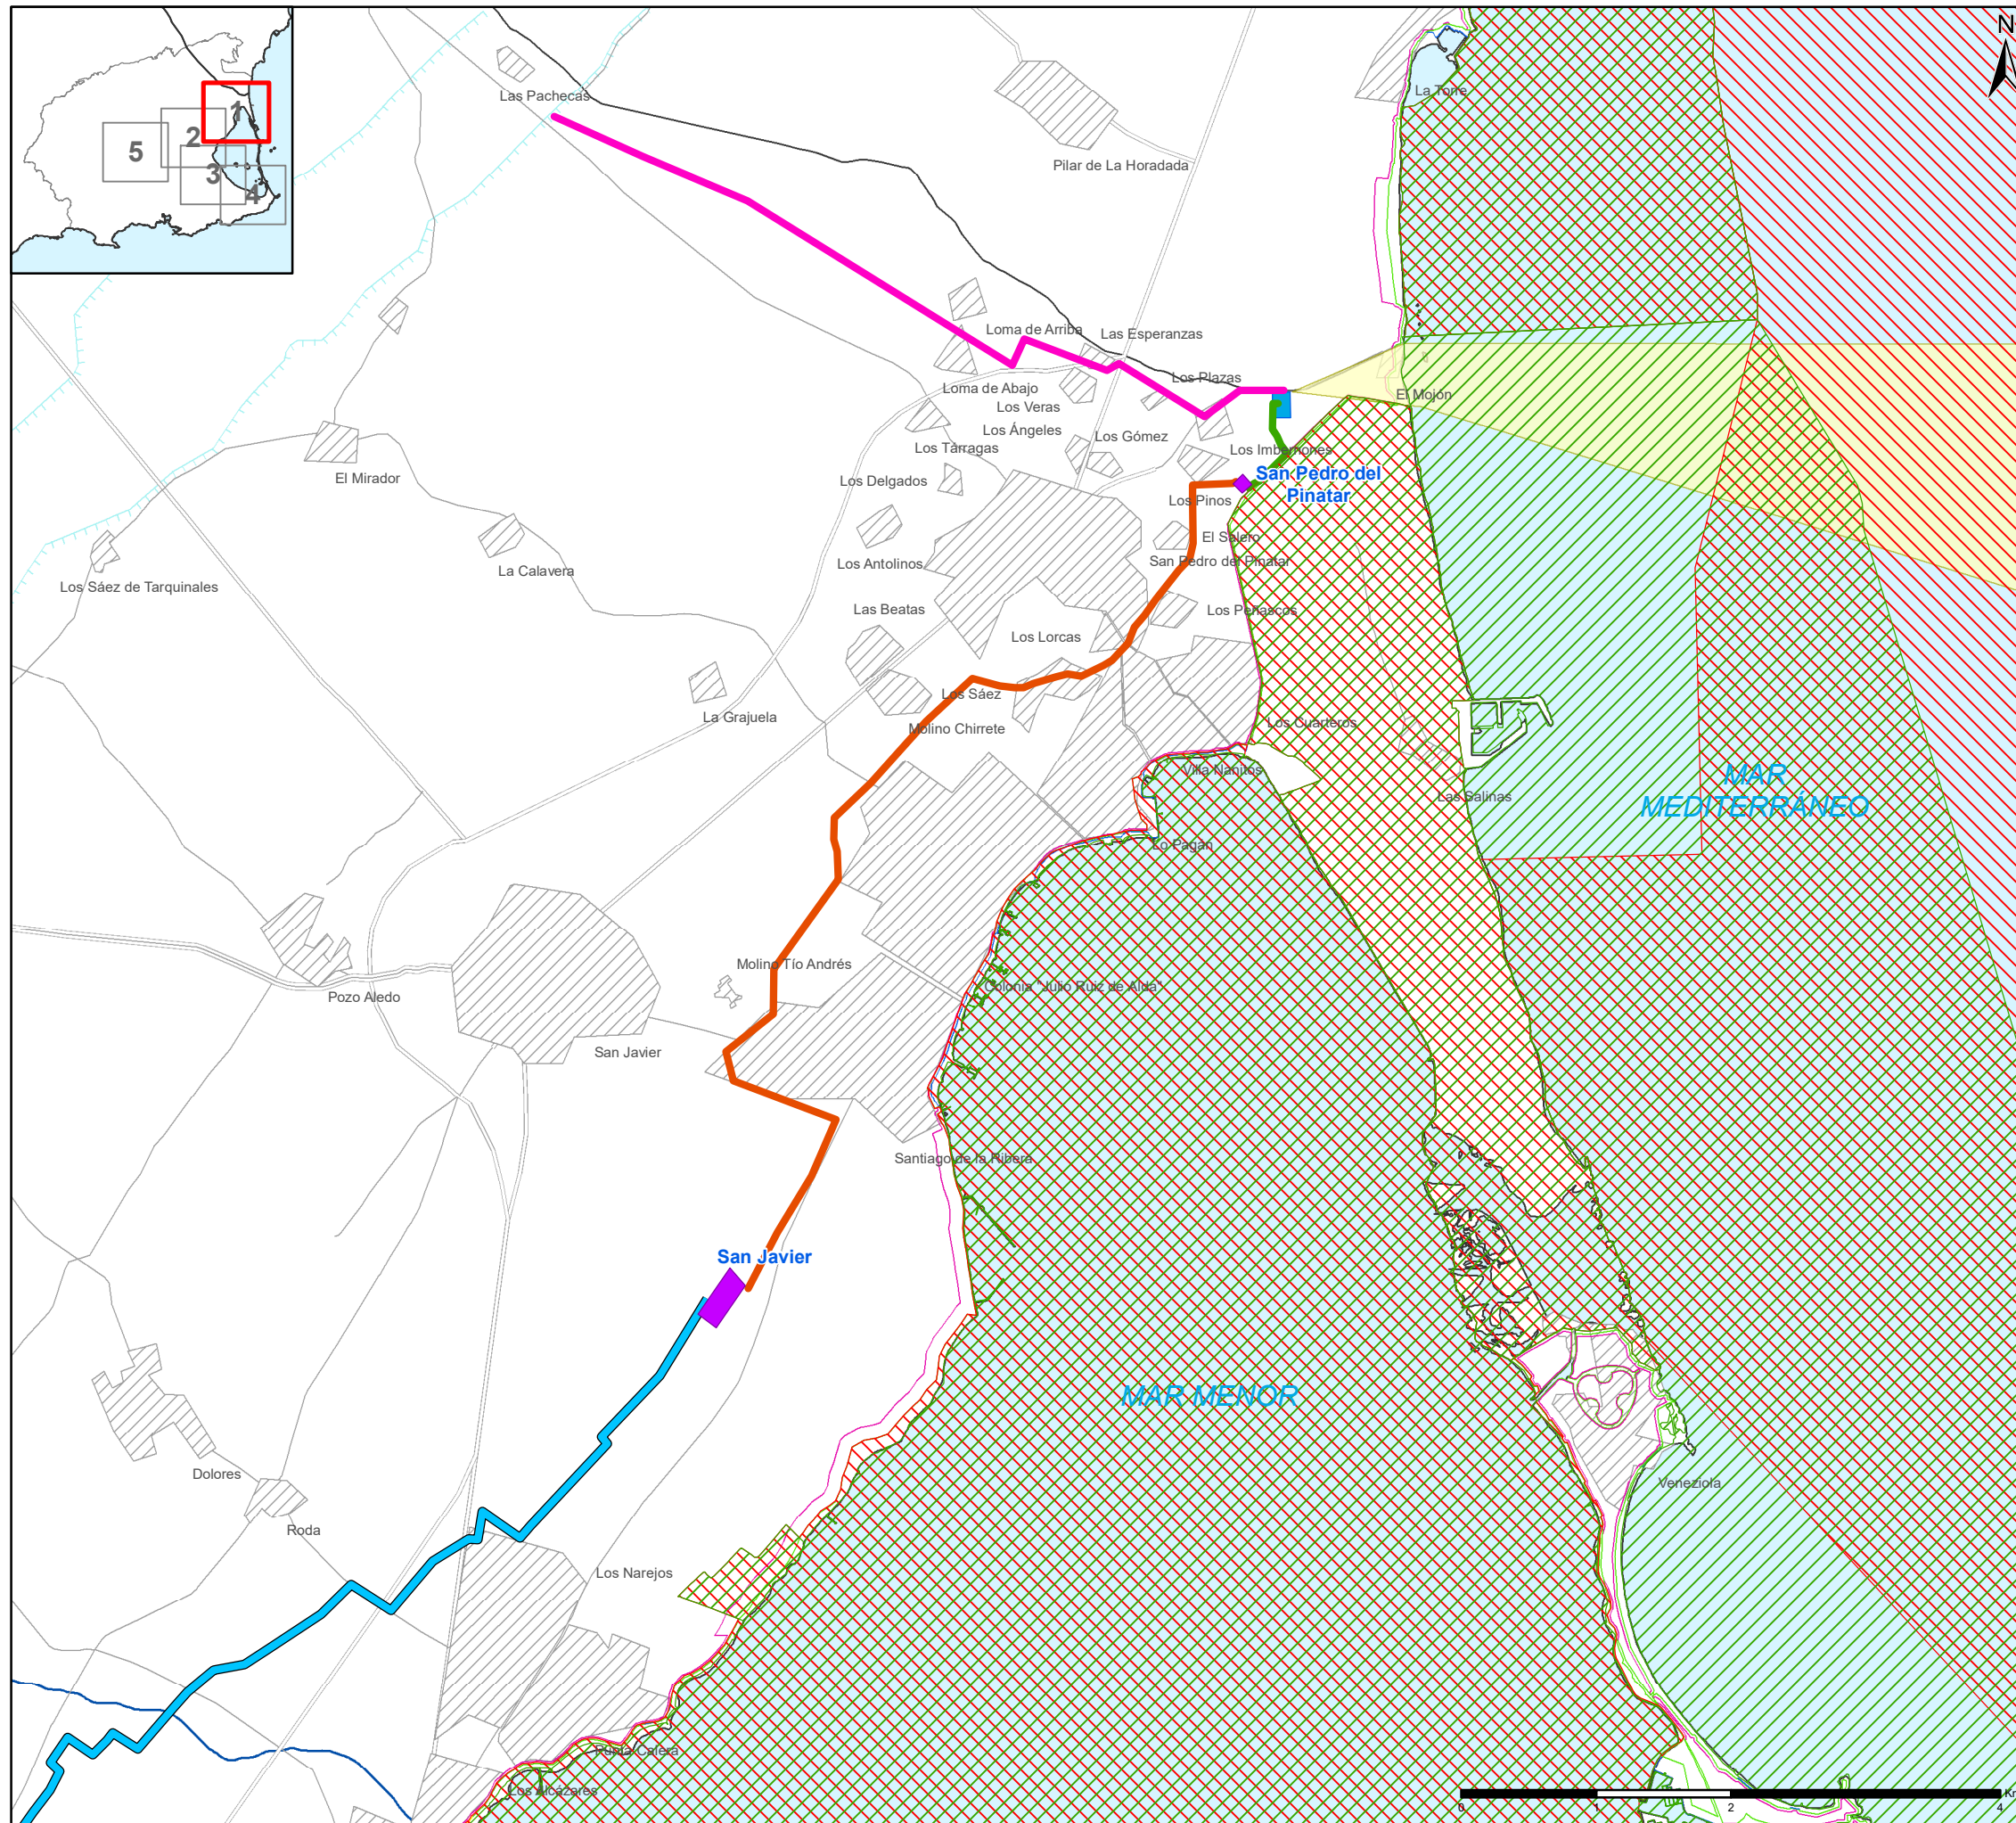 N
La Torre
Las Pachecas
1
2
5
3
4
Pilar de La Horadada
Loma de Arriba
Las Esperanzas
Los Plazas
Loma de Abajo
El Mojón
Los Veras
Los Ángeles
Los Gómez
Los Tárragas
Los Imbernones
El Mirador
Los Delgados
San Pedro del
Pinatar
Los Pinos
El Salero
San Pedro del Pinatar
Los Antolinos
La Calavera
Los Sáez de Tarquinales
Las Beatas
Los Peñascos
Los Lorcas
Los Sáez
La Grajuela
Los Cuarteros
Molino Chirrete
Villa Nanitos
MAR
MEDITERRÁNEO
Las Salinas
Lo Pagán
Molino Tío Andrés
Colonia "Julio Ruiz de Alda"
Pozo Aledo
San Javier
Santiago de la Ribera
San Javier
MAR MENOR
Dolores
Veneziola
Roda
Los Narejos
Punta Calera
Los Alcázares
Km
0 1 2 4